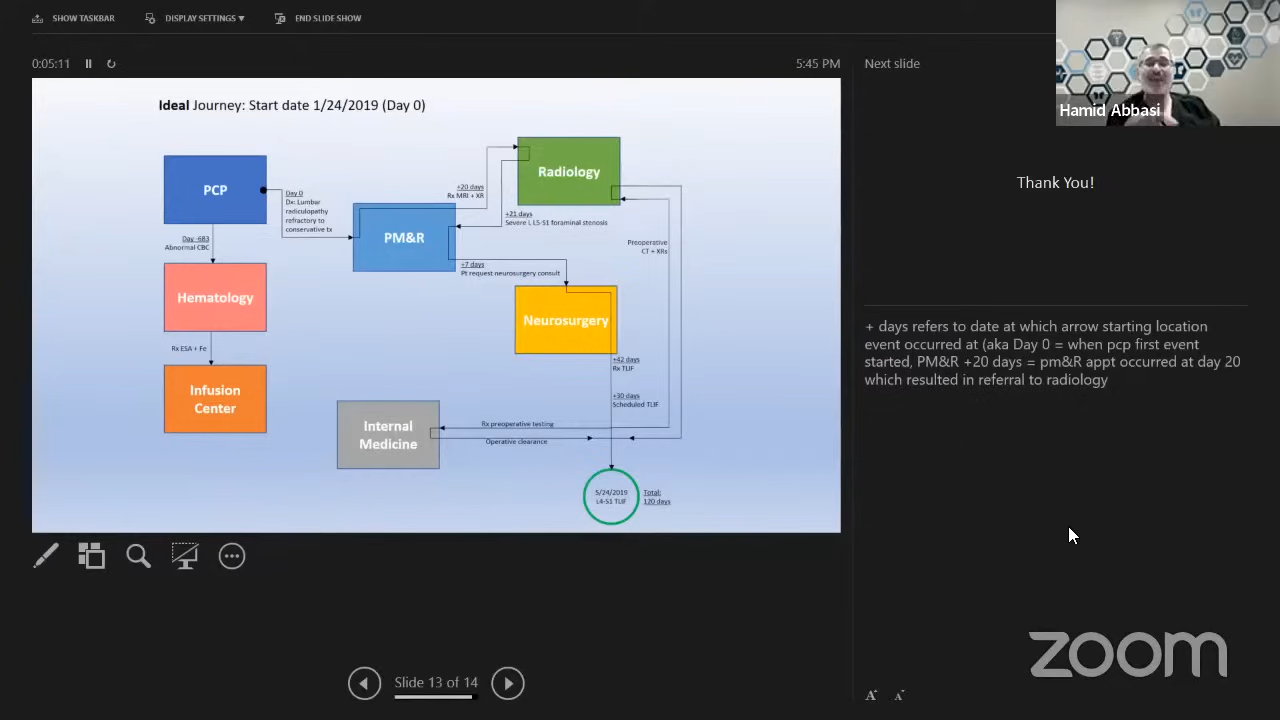 SHOW TASKBAR
DISPLAY SETTINGS ▼
END SLIDE SHOW
0:05:11
5:45 PM
Next slide
Hamid Abbasi
Ideal Journey: Start date 1/24/2019 (Day 0)
PCP
Day 0
Dx: Lumbar
radiculopathy
refractory to
conservative tx
Day -683
Abnormal CBC
Hematology
Rx ESA + Fe
Infusion
Center
PM&R
+20 days
Rx MRI + XR
Radiology
+21 days
Severe L L5-S1 foraminal stenosis
+7 days
Pt request neurosurgery consult
Preoperative
CT + XRs
Neurosurgery
+42 days
Rx TLIF
+30 days
Scheduled TLIF
Internal
Medicine
Rx preoperative testing
Operative clearance
5/24/2019
L4-S1 TLIF
Total:
120 days
Thank You!
+ days refers to date at which arrow starting location
event occurred at (aka Day 0 = when pcp first event
started, PM&R +20 days = pm&R appt occurred at day 20
which resulted in referral to radiology
Slide 13 of 14
A A
zoom